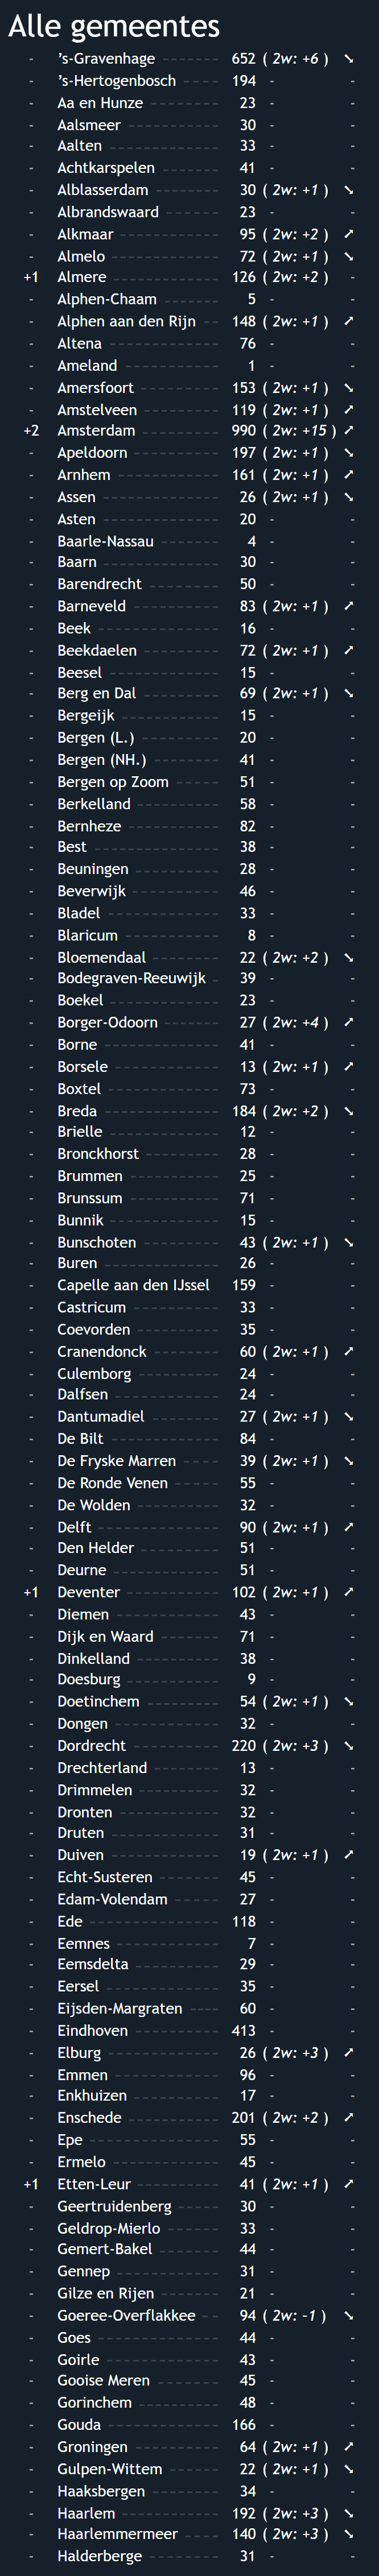 Alle gemeentes
- ’s-Gravenhage 652 ( 2w: +6 ) ➘
- ’s-Hertogenbosch 194 - -
- Aa en Hunze 23 - -
- Aalsmeer 30 - -
- Aalten 33 - -
- Achtkarspelen 41 - -
- Alblasserdam 30 ( 2w: +1 ) ➘
- Albrandswaard 23 - -
- Alkmaar 95 ( 2w: +2 ) ➚
- Almelo 72 ( 2w: +1 ) ➘
+1 Almere 126 ( 2w: +2 ) -
- Alphen-Chaam 5 - -
- Alphen aan den Rijn 148 ( 2w: +1 ) ➚
- Altena 76 - -
- Ameland 1 - -
- Amersfoort 153 ( 2w: +1 ) ➘
- Amstelveen 119 ( 2w: +1 ) ➚
+2 Amsterdam 990 ( 2w: +15 ) ➚
- Apeldoorn 197 ( 2w: +1 ) ➘
- Arnhem 161 ( 2w: +1 ) ➚
- Assen 26 ( 2w: +1 ) ➘
- Asten 20 - -
- Baarle-Nassau 4 - -
- Baarn 30 - -
- Barendrecht 50 - -
- Barneveld 83 ( 2w: +1 ) ➚
- Beek 16 - -
- Beekdaelen 72 ( 2w: +1 ) ➚
- Beesel 15 - -
- Berg en Dal 69 ( 2w: +1 ) ➘
- Bergeijk 15 - -
- Bergen (L.) 20 - -
- Bergen (NH.) 41 - -
- Bergen op Zoom 51 - -
- Berkelland 58 - -
- Bernheze 82 - -
- Best 38 - -
- Beuningen 28 - -
- Beverwijk 46 - -
- Bladel 33 - -
- Blaricum 8 - -
- Bloemendaal 22 ( 2w: +2 ) ➘
- Bodegraven-Reeuwijk 39 - -
- Boekel 23 - -
- Borger-Odoorn 27 ( 2w: +4 ) ➚
- Borne 41 - -
- Borsele 13 ( 2w: +1 ) ➚
- Boxtel 73 - -
- Breda 184 ( 2w: +2 ) ➘
- Brielle 12 - -
- Bronckhorst 28 - -
- Brummen 25 - -
- Brunssum 71 - -
- Bunnik 15 - -
- Bunschoten 43 ( 2w: +1 ) ➘
- Buren 26 - -
- Capelle aan den IJssel 159 - -
- Castricum 33 - -
- Coevorden 35 - -
- Cranendonck 60 ( 2w: +1 ) ➚
- Culemborg 24 - -
- Dalfsen 24 - -
- Dantumadiel 27 ( 2w: +1 ) ➘
- De Bilt 84 - -
- De Fryske Marren 39 ( 2w: +1 ) ➘
- De Ronde Venen 55 - -
- De Wolden 32 - -
- Delft 90 ( 2w: +1 ) ➚
- Den Helder 51 - -
- Deurne 51 - -
+1 Deventer 102 ( 2w: +1 ) ➚
- Diemen 43 - -
- Dijk en Waard 71 - -
- Dinkelland 38 - -
- Doesburg 9 - -
- Doetinchem 54 ( 2w: +1 ) ➘
- Dongen 32 - -
- Dordrecht 220 ( 2w: +3 ) ➘
- Drechterland 13 - -
- Drimmelen 32 - -
- Dronten 32 - -
- Druten 31 - -
- Duiven 19 ( 2w: +1 ) ➚
- Echt-Susteren 45 - -
- Edam-Volendam 27 - -
- Ede 118 - -
- Eemnes 7 - -
- Eemsdelta 29 - -
- Eersel 35 - -
- Eijsden-Margraten 60 - -
- Eindhoven 413 - -
- Elburg 26 ( 2w: +3 ) ➚
- Emmen 96 - -
- Enkhuizen 17 - -
- Enschede 201 ( 2w: +2 ) ➚
- Epe 55 - -
- Ermelo 45 - -
+1 Etten-Leur 41 ( 2w: +1 ) ➚
- Geertruidenberg 30 - -
- Geldrop-Mierlo 33 - -
- Gemert-Bakel 44 - -
- Gennep 31 - -
- Gilze en Rijen 21 - -
- Goeree-Overflakkee 94 ( 2w: -1 ) ➘
- Goes 44 - -
- Goirle 43 - -
- Gooise Meren 45 - -
- Gorinchem 48 - -
- Gouda 166 - -
- Groningen 64 ( 2w: +1 ) ➚
- Gulpen-Wittem 22 ( 2w: +1 ) ➘
- Haaksbergen 34 - -
- Haarlem 192 ( 2w: +3 ) ➘
- Haarlemmermeer 140 ( 2w: +3 ) ➘
- Halderberge 31 - -